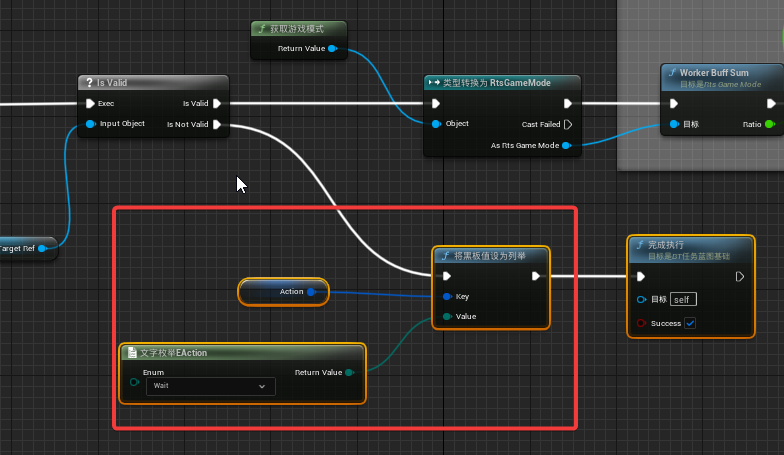 获取游戏模式
Return Value
Is Valid
Exec
Is Valid
Input Object
Is Not Valid
类型转换为 RtsGameMode
Object
Cast Failed
As Rts Game Mode
Worker Buff Sum
目标是Rts Game Mode
目标
Ratio
Target Ref
Action
将黑板值设为列举
Key
Value
完成执行
目标是BT任务蓝图基础
目标
self
Success
文字枚举EAction
Enum
Wait
Return Value